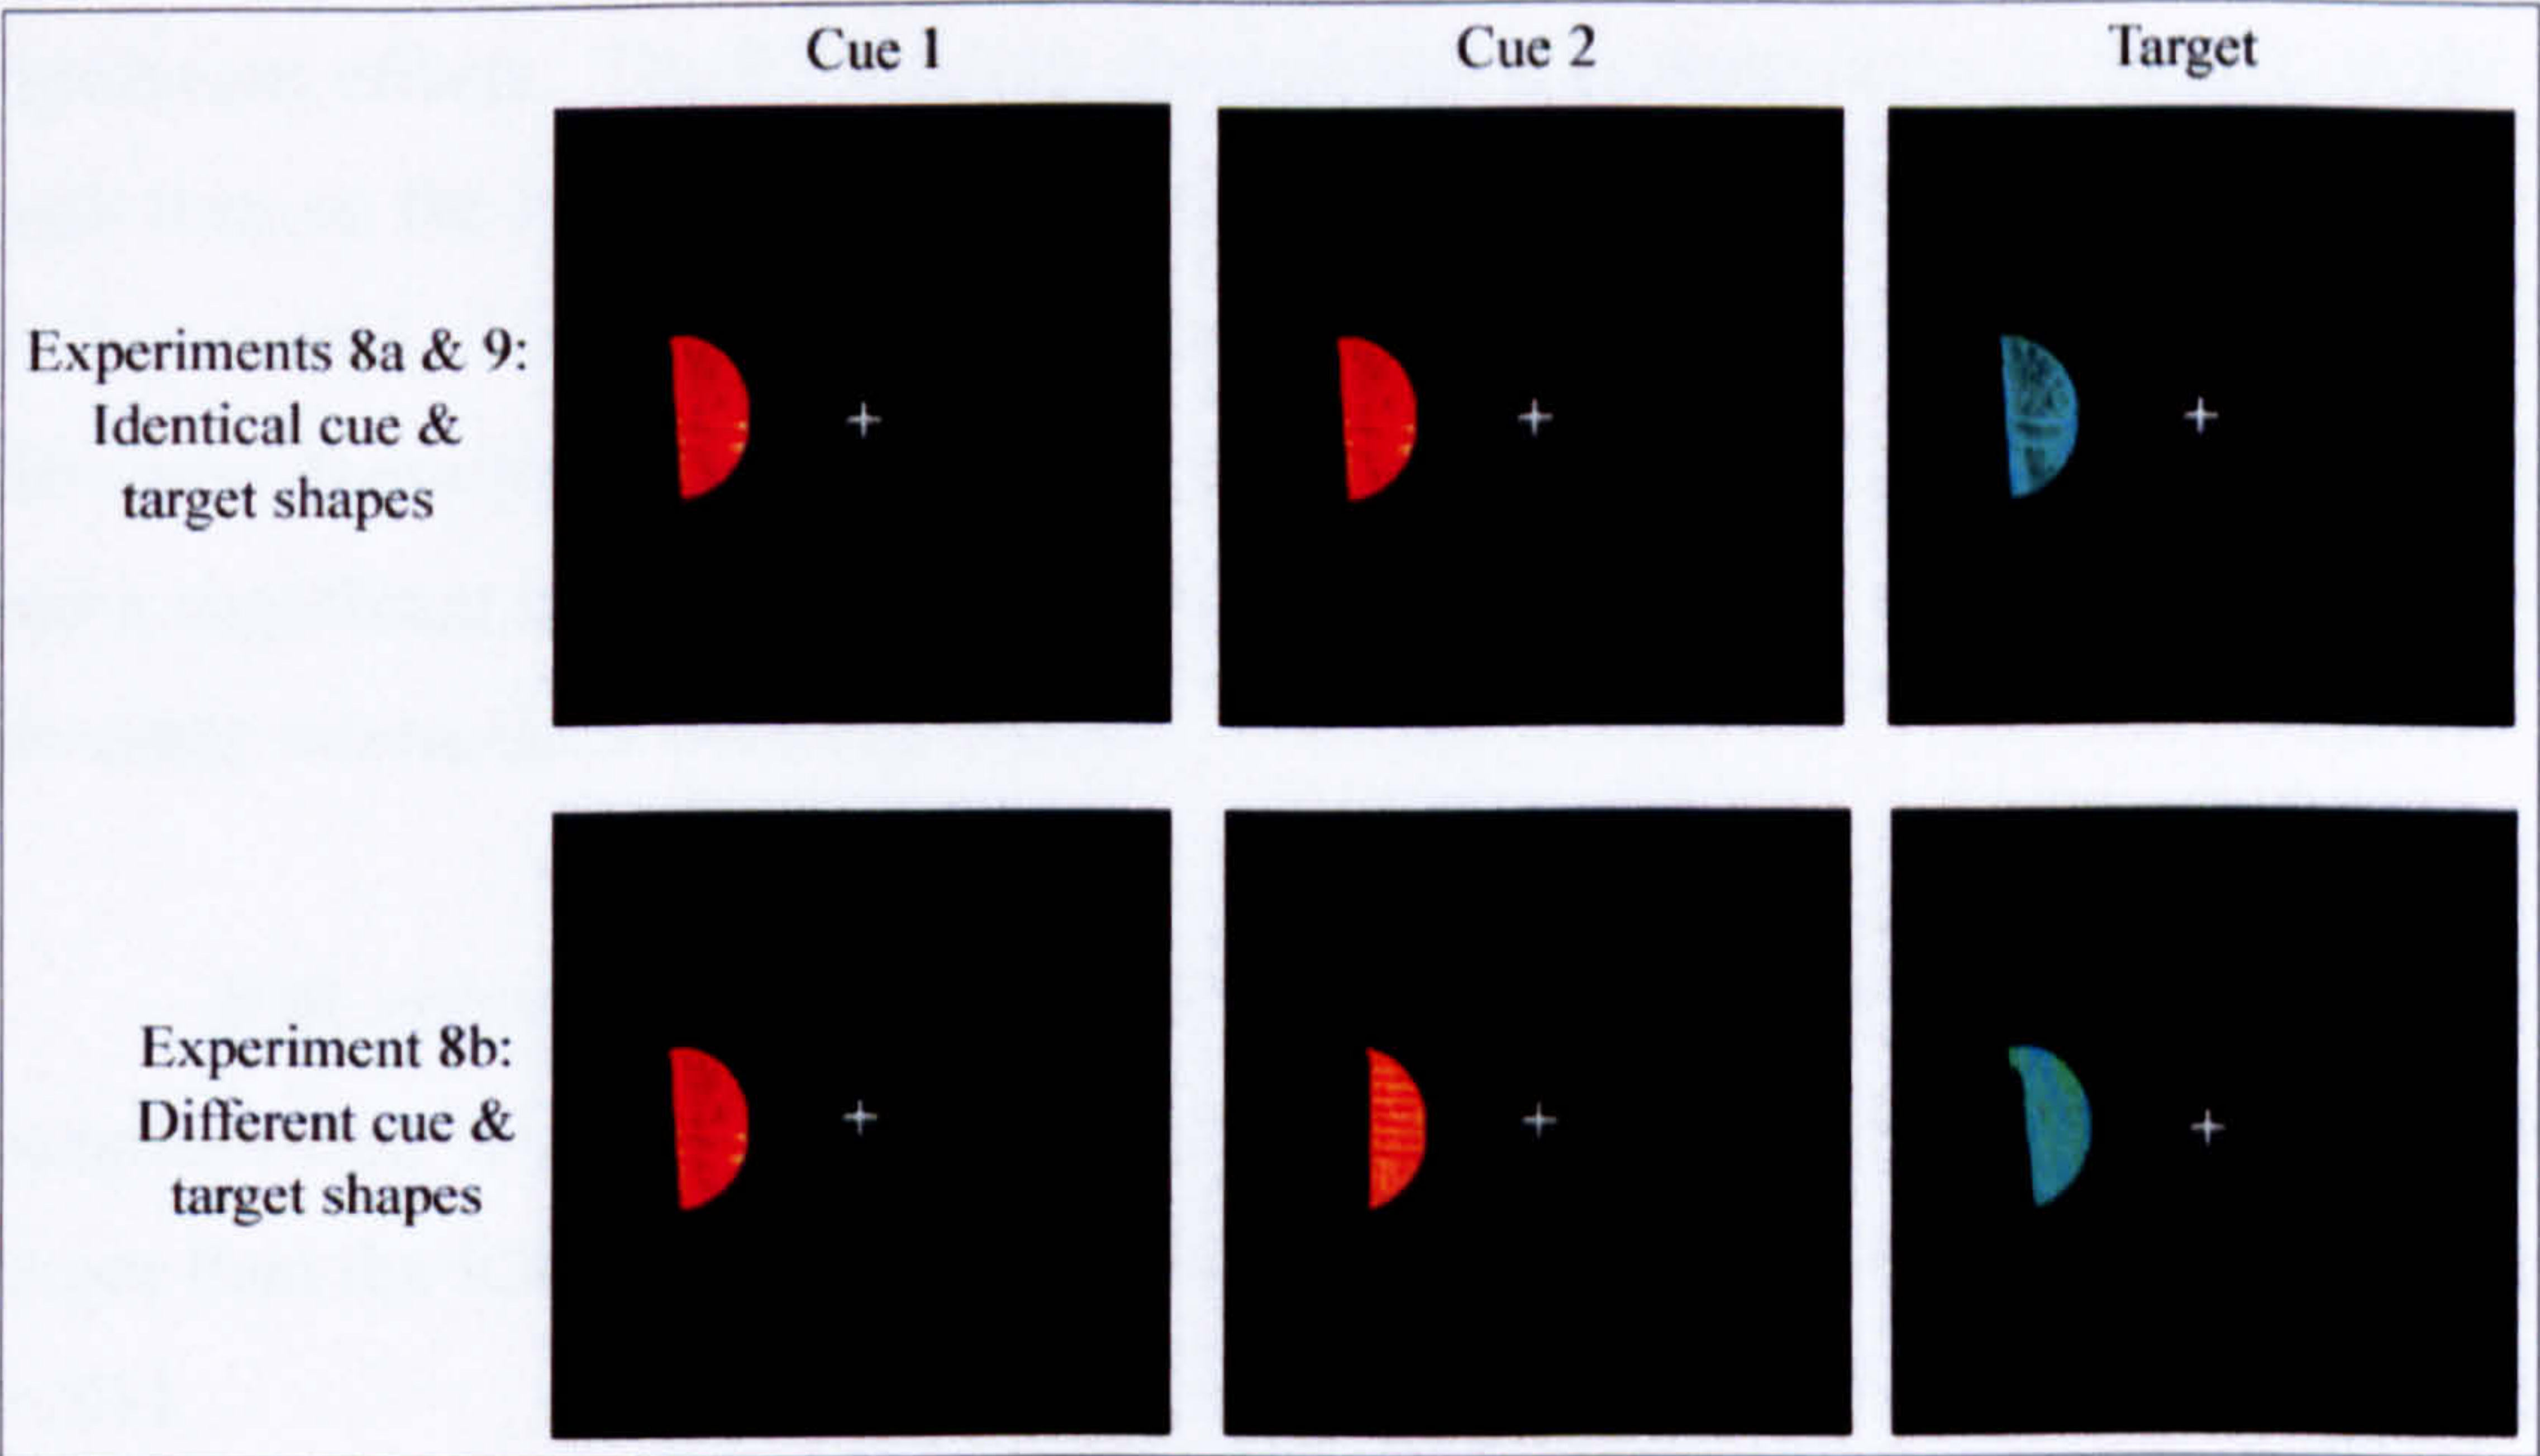 Cue 1
Cue 2
Target
Experiments 8a & 9:
Identical cue &
target shapes
Experiment 8b:
Different cue &
target shapes